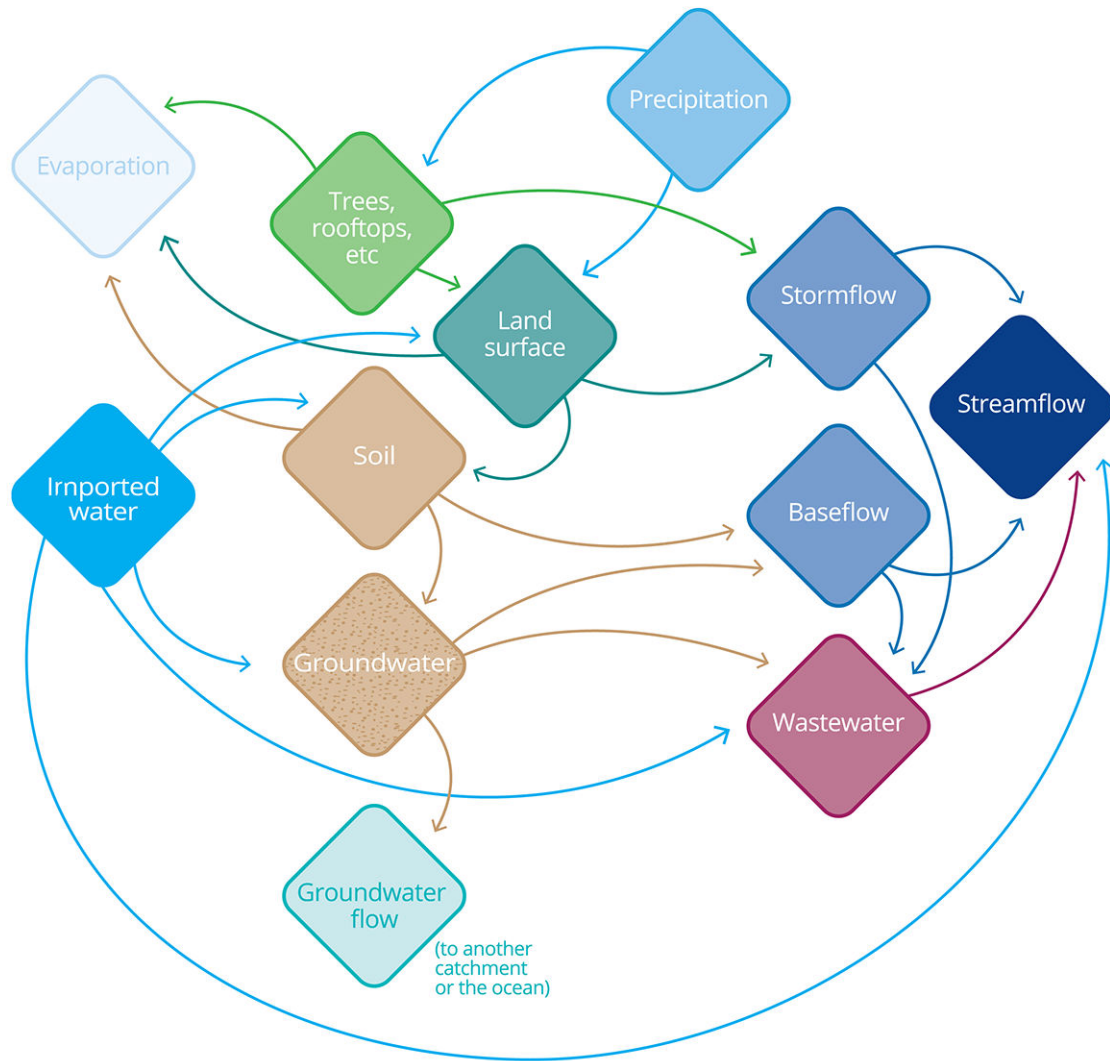 Precipitation
Evaporation
Trees,
rooftops,
etc
Stormflow
Land
surface
Streamflow
Soil
Irnported
water
Baseflow
Groundwater
Wastewater
Groundwater
flow
(to another
catchment
or the ocean)